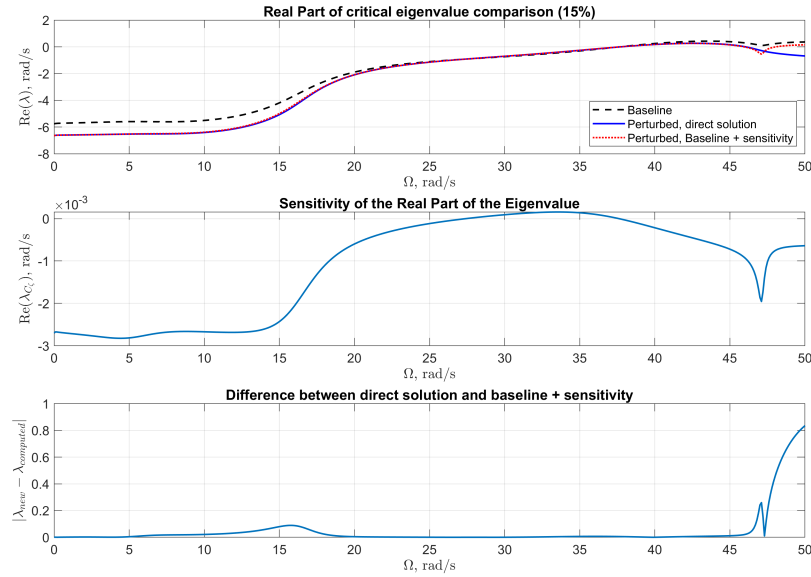 Real Part of critical eigenvalue comparison (15%)
2
0
-2
-4
-6
-8
Re(λ), rad/s
Baseline
Perturbed, direct solution
Perturbed, Baseline + sensitivity
0 5 10 15 20 25 30 35 40 45 50
Ω, rad/s
×10⁻³
Sensitivity of the Real Part of the Eigenvalue
0
-1
-2
-3
Re(λ_{C_ζ}), rad/s
0 5 10 15 20 25 30 35 40 45 50
Ω, rad/s
Difference between direct solution and baseline + sensitivity
1
0.8
0.6
0.4
0.2
0
|λ_{new} − λ_{computed}|
0 5 10 15 20 25 30 35 40 45 50
Ω, rad/s